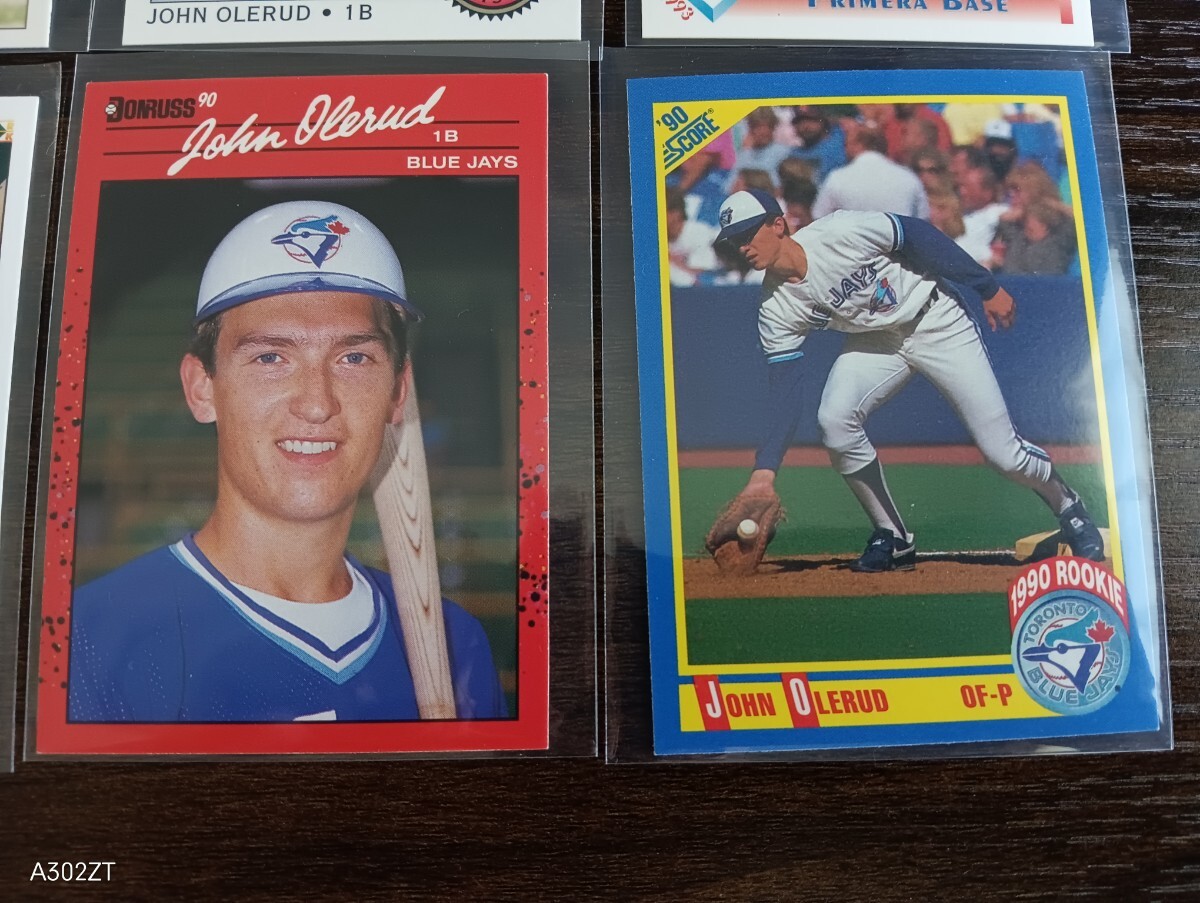 JOHN OLERUD • 1B
PRIMERA BASE
DONRUSS 90
John Olerud
1B
BLUE JAYS
'90
SCORE
JAYS
1990 ROOKIE
TORONTO
BLUE JAYS
JOHN OLERUD OF-P
A302ZT